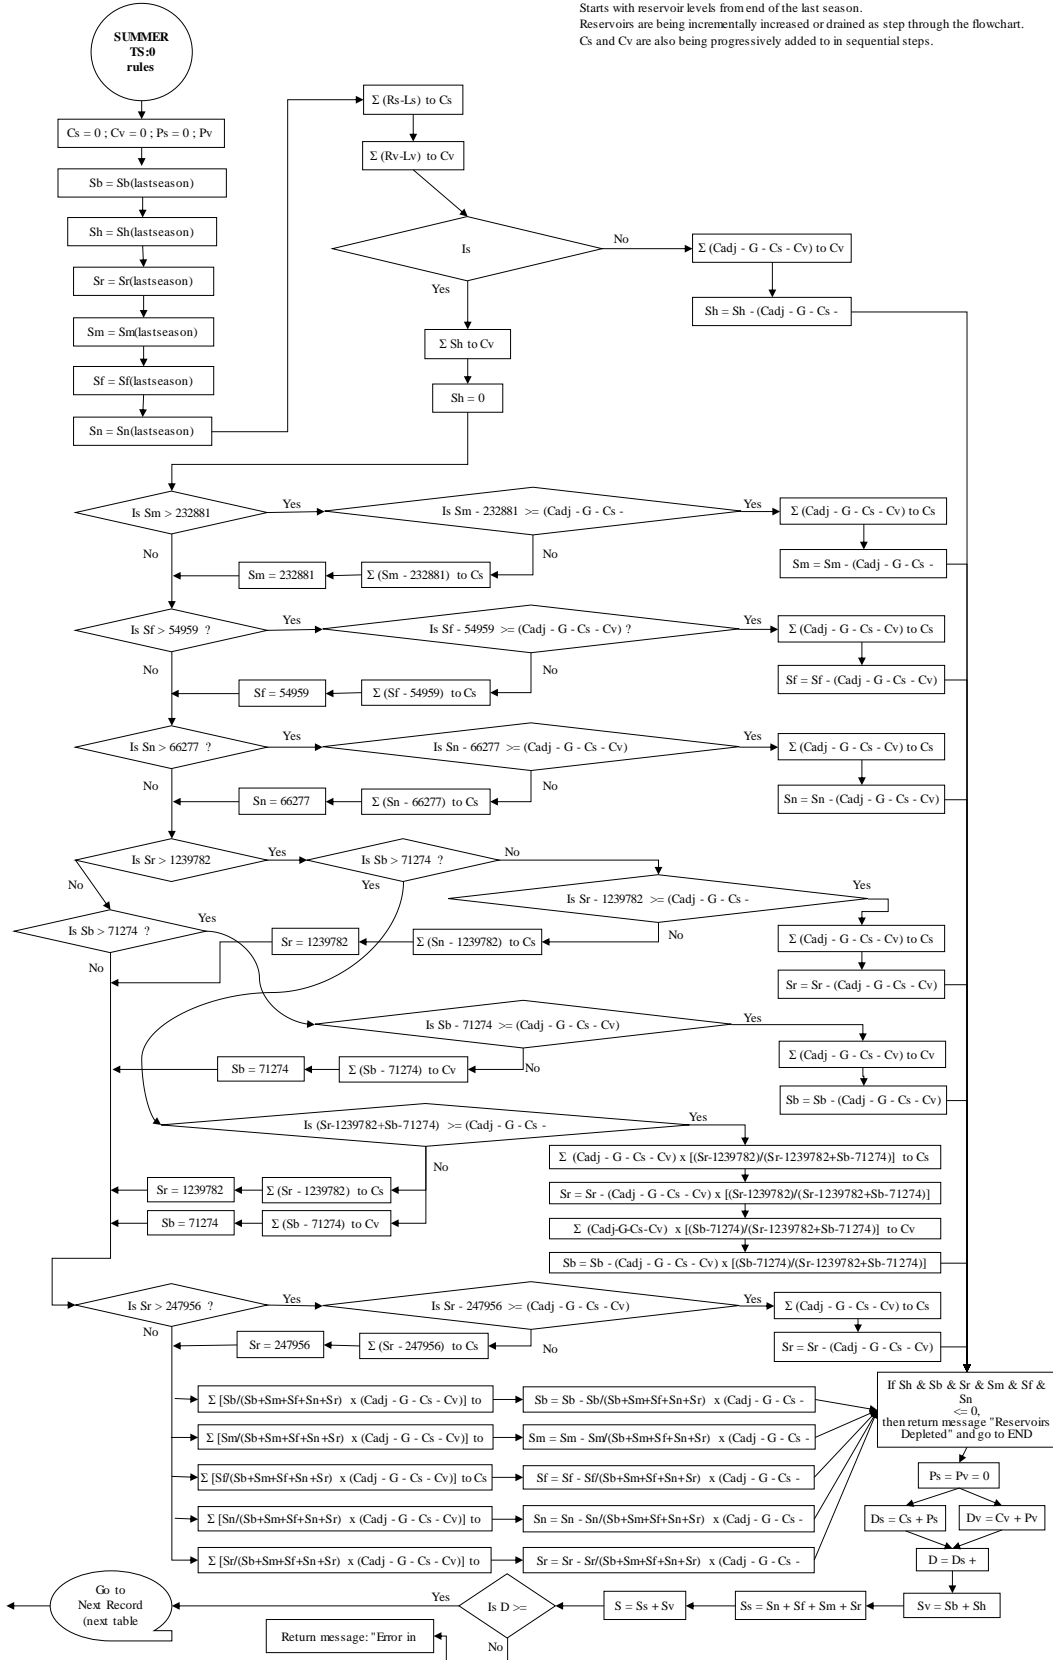 Starts with reservoir levels from end of the last season.
Reservoirs are being incrementally increased or drained as step through the flowchart.
Cs and Cv are also being progressively added to in sequential steps.
SUMMER
TS:0
rules
Cs = 0 ; Cv = 0 ; Ps = 0 ; Pv
Sb = Sb(lastseason)
Sh = Sh(lastseason)
Sr = Sr(lastseason)
Sm = Sm(lastseason)
Sf = Sf(lastseason)
Sn = Sn(lastseason)
Σ (Rs-Ls) to Cs
Σ (Rv-Lv) to Cv
Is
No
Σ (Cadj - G - Cs - Cv) to Cv
Sh = Sh - (Cadj - G - Cs -
Yes
Σ Sh to Cv
Sh = 0
Is Sm > 232881
Yes
Is Sm - 232881 >= (Cadj - G - Cs -
Yes
Σ (Cadj - G - Cs - Cv) to Cs
No
No
Sm = 232881
Σ (Sm - 232881) to Cs
Sm = Sm - (Cadj - G - Cs -
Is Sf > 54959 ?
Yes
Is Sf - 54959 >= (Cadj - G - Cs - Cv) ?
Yes
Σ (Cadj - G - Cs - Cv) to Cs
No
No
Sf = 54959
Σ (Sf - 54959) to Cs
Sf = Sf - (Cadj - G - Cs - Cv)
Is Sn > 66277 ?
Yes
Is Sn - 66277 >= (Cadj - G - Cs - Cv)
Yes
Σ (Cadj - G - Cs - Cv) to Cs
No
No
Sn = 66277
Σ (Sn - 66277) to Cs
Sn = Sn - (Cadj - G - Cs - Cv)
Is Sr > 1239782
Yes
Is Sb > 71274 ?
No
No
Yes
Is Sr - 1239782 >= (Cadj - G - Cs -
Yes
Is Sb > 71274 ?
Yes
Sr = 1239782
Σ (Sn - 1239782) to Cs
No
Σ (Cadj - G - Cs - Cv) to Cs
No
Sr = Sr - (Cadj - G - Cs - Cv)
Is Sb - 71274 >= (Cadj - G - Cs - Cv)
Yes
Σ (Cadj - G - Cs - Cv) to Cv
Sb = 71274
Σ (Sb - 71274) to Cv
No
Sb = Sb - (Cadj - G - Cs - Cv)
Is (Sr-1239782+Sb-71274) >= (Cadj - G - Cs -
Yes
Σ (Cadj - G - Cs - Cv) x [(Sr-1239782)/(Sr-1239782+Sb-71274)] to Cs
No
Sr = 1239782
Σ (Sr - 1239782) to Cs
Sr = Sr - (Cadj - G - Cs - Cv) x [(Sr-1239782)/(Sr-1239782+Sb-71274)]
Sb = 71274
Σ (Sb - 71274) to Cv
Σ (Cadj-G-Cs-Cv) x [(Sb-71274)/(Sr-1239782+Sb-71274)] to Cv
Sb = Sb - (Cadj - G - Cs - Cv) x [(Sb-71274)/(Sr-1239782+Sb-71274)]
Is Sr > 247956 ?
Yes
Is Sr - 247956 >= (Cadj - G - Cs - Cv)
Yes
Σ (Cadj - G - Cs - Cv) to Cs
No
Sr = 247956
Σ (Sr - 247956) to Cs
No
Sr = Sr - (Cadj - G - Cs - Cv)
Σ [Sb/(Sb+Sm+Sf+Sn+Sr) x (Cadj - G - Cs - Cv)] to
Sb = Sb - Sb/(Sb+Sm+Sf+Sn+Sr) x (Cadj - G - Cs -
Σ [Sm/(Sb+Sm+Sf+Sn+Sr) x (Cadj - G - Cs - Cv)] to
Sm = Sm - Sm/(Sb+Sm+Sf+Sn+Sr) x (Cadj - G - Cs -
Σ [Sf/(Sb+Sm+Sf+Sn+Sr) x (Cadj - G - Cs - Cv)] to Cs
Sf = Sf - Sf/(Sb+Sm+Sf+Sn+Sr) x (Cadj - G - Cs -
Σ [Sn/(Sb+Sm+Sf+Sn+Sr) x (Cadj - G - Cs - Cv)] to
Sn = Sn - Sn/(Sb+Sm+Sf+Sn+Sr) x (Cadj - G - Cs -
Σ [Sr/(Sb+Sm+Sf+Sn+Sr) x (Cadj - G - Cs - Cv)] to
Sr = Sr - Sr/(Sb+Sm+Sf+Sn+Sr) x (Cadj - G - Cs -
If Sh & Sb & Sr & Sm & Sf &
Sn
<= 0,
then return message "Reservoirs
Depleted" and go to END
Ps = Pv = 0
Ds = Cs + Ps
Dv = Cv + Pv
D = Ds +
Sv = Sb + Sh
Ss = Sn + Sf + Sm + Sr
S = Ss + Sv
Is D >=
Yes
Go to
Next Record
(next table
No
Return message: "Error in